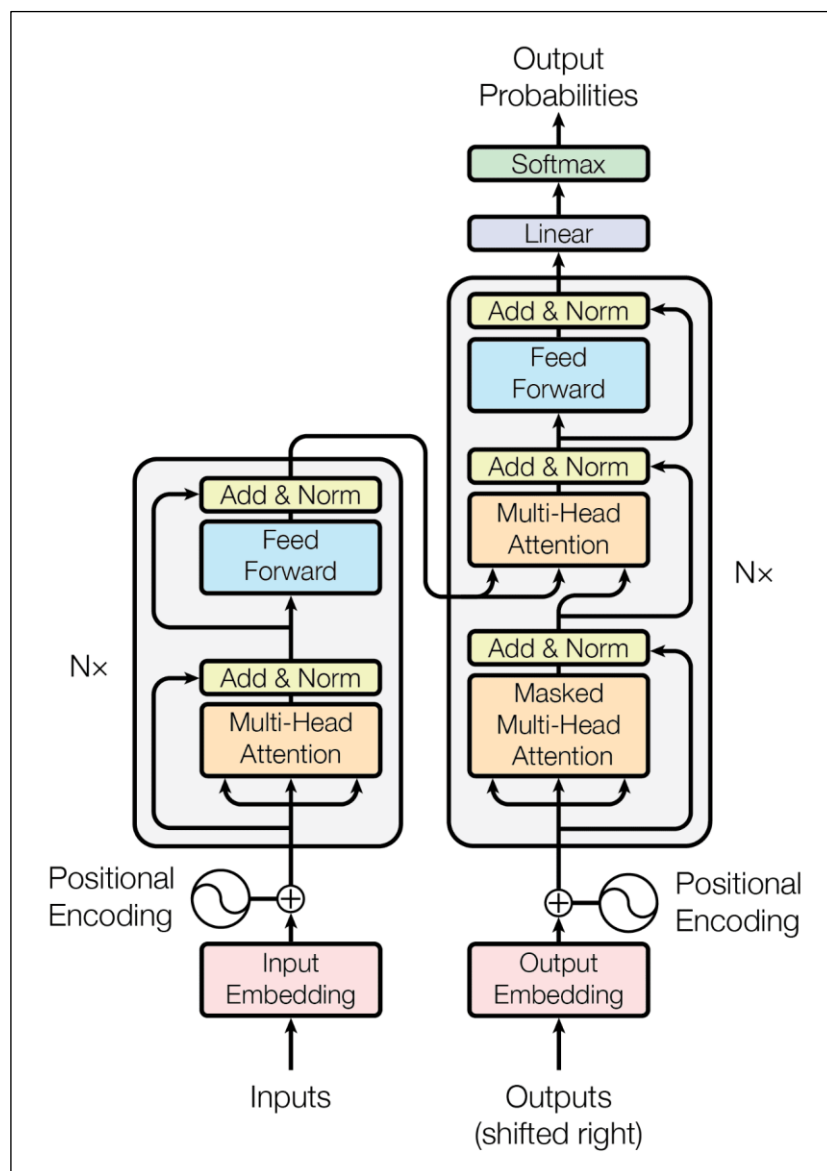 Output
Probabilities
Softmax
Linear
Add & Norm
Feed
Forward
Add & Norm
Multi-Head
Attention
Add & Norm
Masked
Multi-Head
Attention
N×
Add & Norm
Feed
Forward
Add & Norm
Multi-Head
Attention
N×
Positional
Encoding
Positional
Encoding
Input
Embedding
Output
Embedding
Inputs
Outputs
(shifted right)